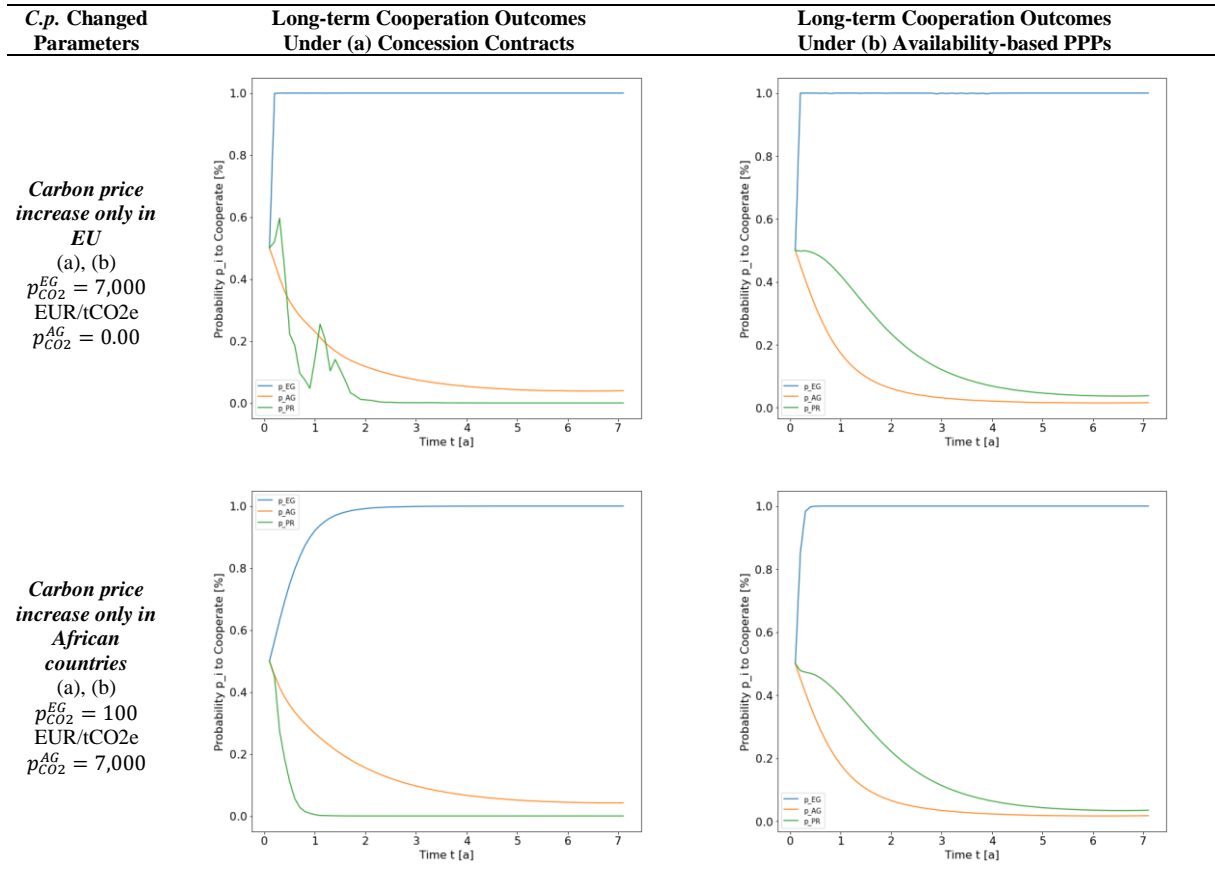 C.p. Changed
Parameters
Long-term Cooperation Outcomes
Under (a) Concession Contracts
Long-term Cooperation Outcomes
Under (b) Availability-based PPPs
Carbon price
increase only in
EU
(a), (b)
p_{CO2}^{EG} = 7,000
EUR/tCO2e
p_{CO2}^{AG} = 0.00
Probability p_i to Cooperate [%]
1.0
0.8
0.6
0.4
0.2
0.0
p_EG
p_AG
p_PR
0 1 2 3 4 5 6 7
Time t [a]
Probability p_i to Cooperate [%]
1.0
0.8
0.6
0.4
0.2
0.0
p_EG
p_AG
p_PR
0 1 2 3 4 5 6 7
Time t [a]
Carbon price
increase only in
African
countries
(a), (b)
p_{CO2}^{EG} = 100
EUR/tCO2e
p_{CO2}^{AG} = 7,000
Probability p_i to Cooperate [%]
p_EG
p_AG
p_PR
1.0
0.8
0.6
0.4
0.2
0.0
0 1 2 3 4 5 6 7
Time t [a]
Probability p_i to Cooperate [%]
1.0
0.8
0.6
0.4
0.2
0.0
p_EG
p_AG
p_PR
0 1 2 3 4 5 6 7
Time t [a]